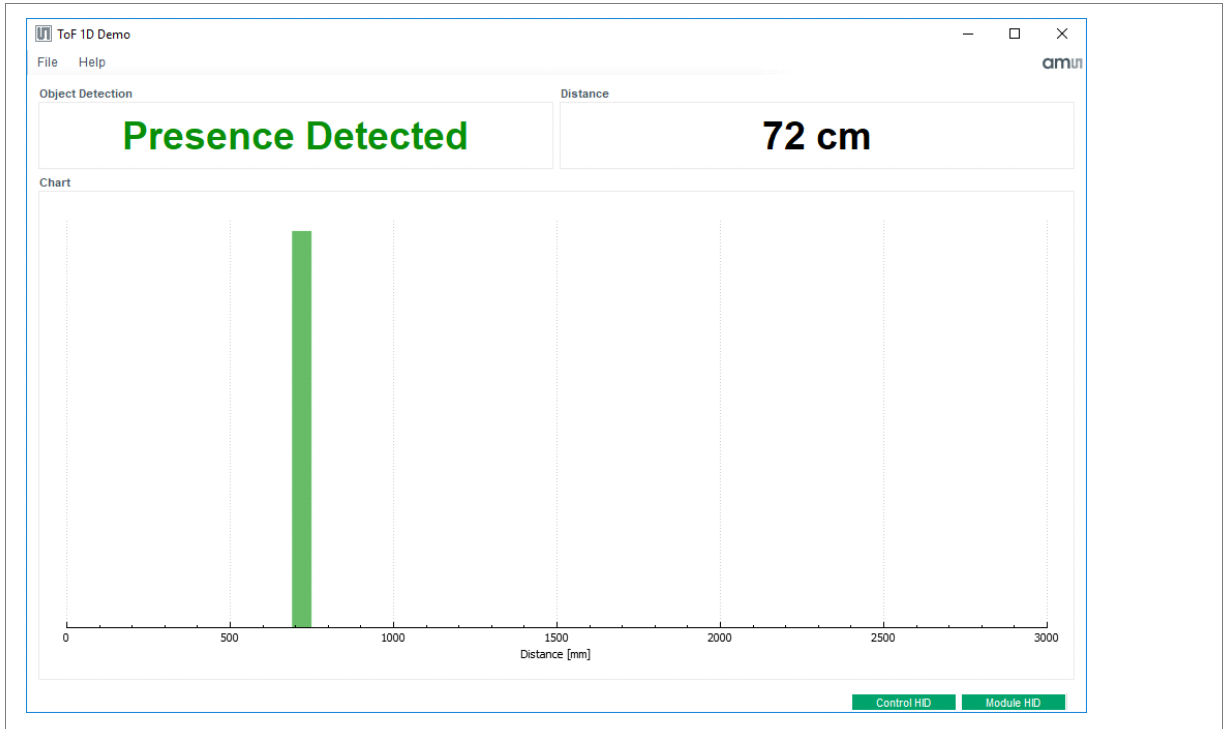 ToF 1D Demo
File Help
amu
Object Detection
Distance
Presence Detected
72 cm
Chart
0 500 1000 1500 2000 2500 3000
Distance [mm]
Control HID Module HID